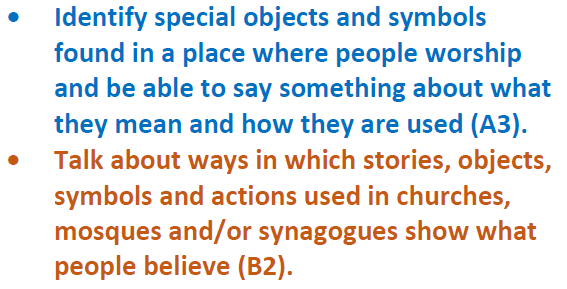 • Identify special objects and symbols
found in a place where people worship
and be able to say something about what
they mean and how they are used (A3).
• Talk about ways in which stories, objects,
symbols and actions used in churches,
mosques and/or synagogues show what
people believe (B2).